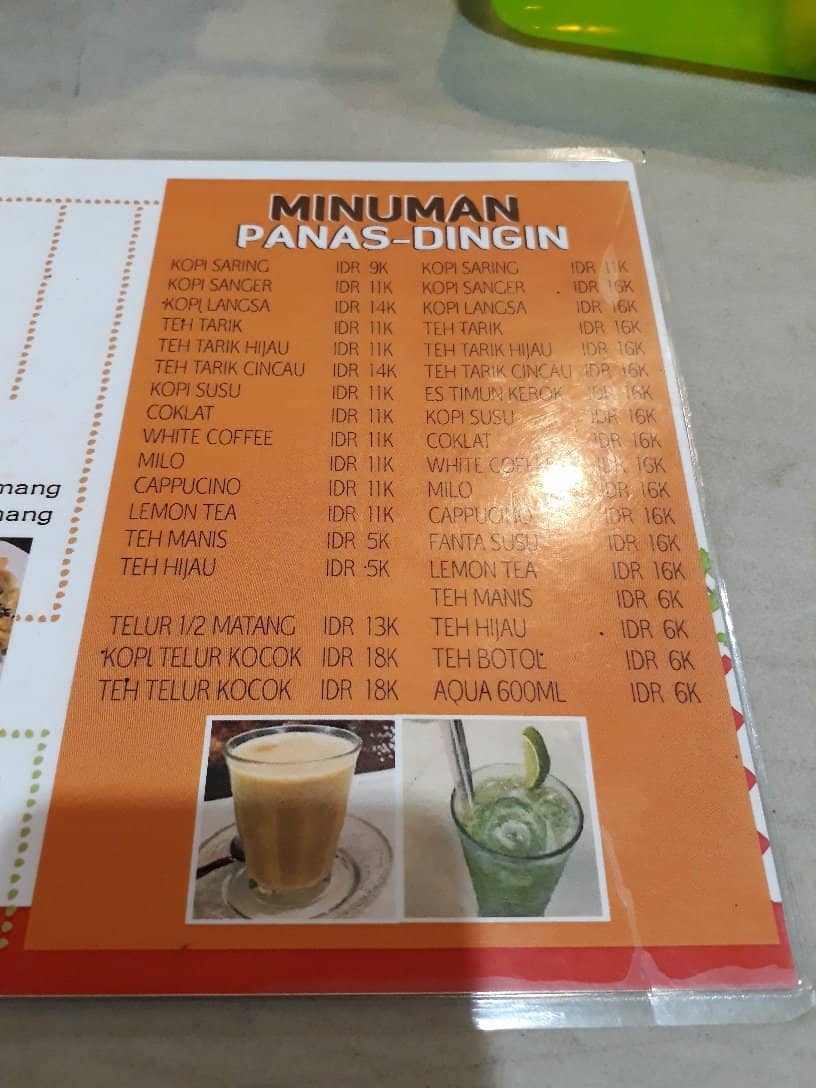 MINUMAN
PANAS-DINGIN
KOPI SARING IDR 9K
KOPI SANGER IDR 11K
KOPI LANGSA IDR 14K
TEH TARIK IDR 11K
TEH TARIK HIJAU IDR 11K
TEH TARIK CINCAU IDR 14K
KOPI SUSU IDR 11K
COKLAT IDR 11K
WHITE COFFEE IDR 11K
MILO IDR 11K
CAPPUCINO IDR 11K
LEMON TEA IDR 11K
TEH MANIS IDR 5K
TEH HIJAU IDR 5K
TELUR 1/2 MATANG IDR 13K
KOPI TELUR KOCOK IDR 18K
TEH TELUR KOCOK IDR 18K
KOPI SARING IDR 11K
KOPI SANGER IDR 16K
KOPI LANGSA IDR 16K
TEH TARIK IDR 16K
TEH TARIK HIJAU IDR 16K
TEH TARIK CINCAU IDR 16K
ES TIMUN KEROK IDR 16K
KOPI SUSU IDR 16K
COKLAT IDR 16K
WHITE COFFEE IDR 16K
MILO IDR 16K
CAPPUCINO IDR 16K
FANTA SUSU IDR 16K
LEMON TEA IDR 16K
TEH MANIS IDR 6K
TEH HIJAU IDR 6K
TEH BOTOL IDR 6K
AQUA 600ML IDR 6K